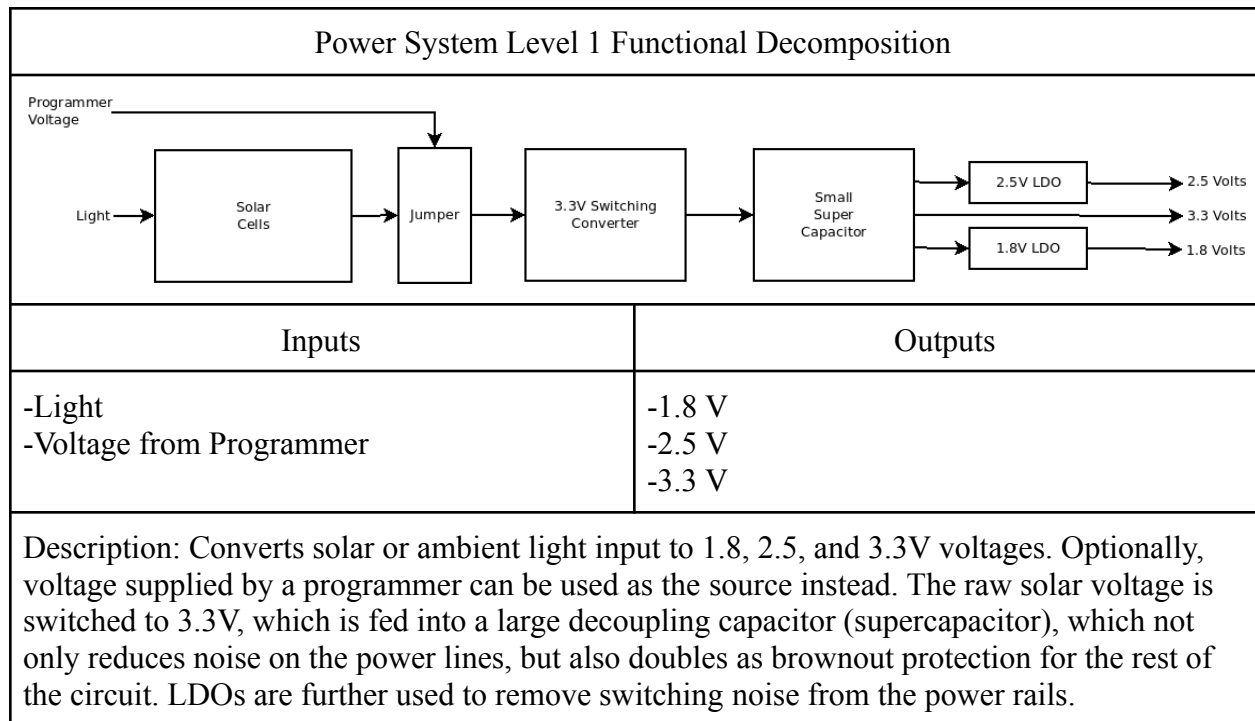 Power System Level 1 Functional Decomposition
Programmer
Voltage
Light
Solar
Cells
Jumper
3.3V Switching
Converter
Small
Super
Capacitor
2.5V LDO
1.8V LDO
2.5 Volts
3.3 Volts
1.8 Volts
Inputs
Outputs
-Light
-Voltage from Programmer
-1.8 V
-2.5 V
-3.3 V
Description: Converts solar or ambient light input to 1.8, 2.5, and 3.3V voltages. Optionally,
voltage supplied by a programmer can be used as the source instead. The raw solar voltage is
switched to 3.3V, which is fed into a large decoupling capacitor (supercapacitor), which not
only reduces noise on the power lines, but also doubles as brownout protection for the rest of
the circuit. LDOs are further used to remove switching noise from the power rails.